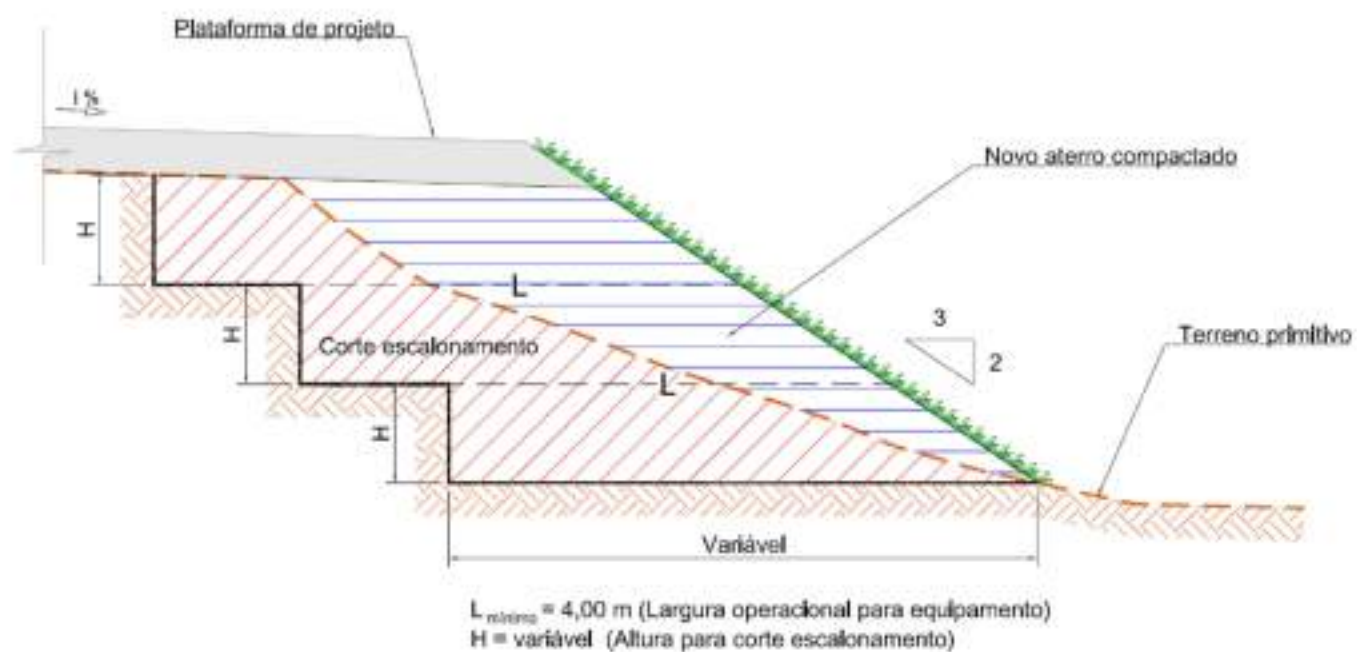 Plataforma de projeto
i %
Novo aterro compactado
H
L
3
2
Terreno primitivo
H
Corte escalonamento
L
H
Variável
L mínimo = 4,00 m (Largura operacional para equipamento)
H = variável (Altura para corte escalonamento)